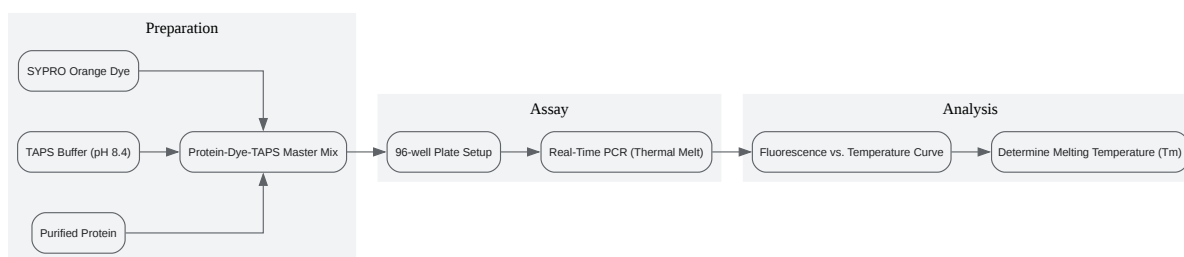 Preparation
SYPRO Orange Dye
TAPS Buffer (pH 8.4)
Protein-Dye-TAPS Master Mix
Purified Protein
Assay
96-well Plate Setup
Real-Time PCR (Thermal Melt)
Analysis
Fluorescence vs. Temperature Curve
Determine Melting Temperature (Tm)